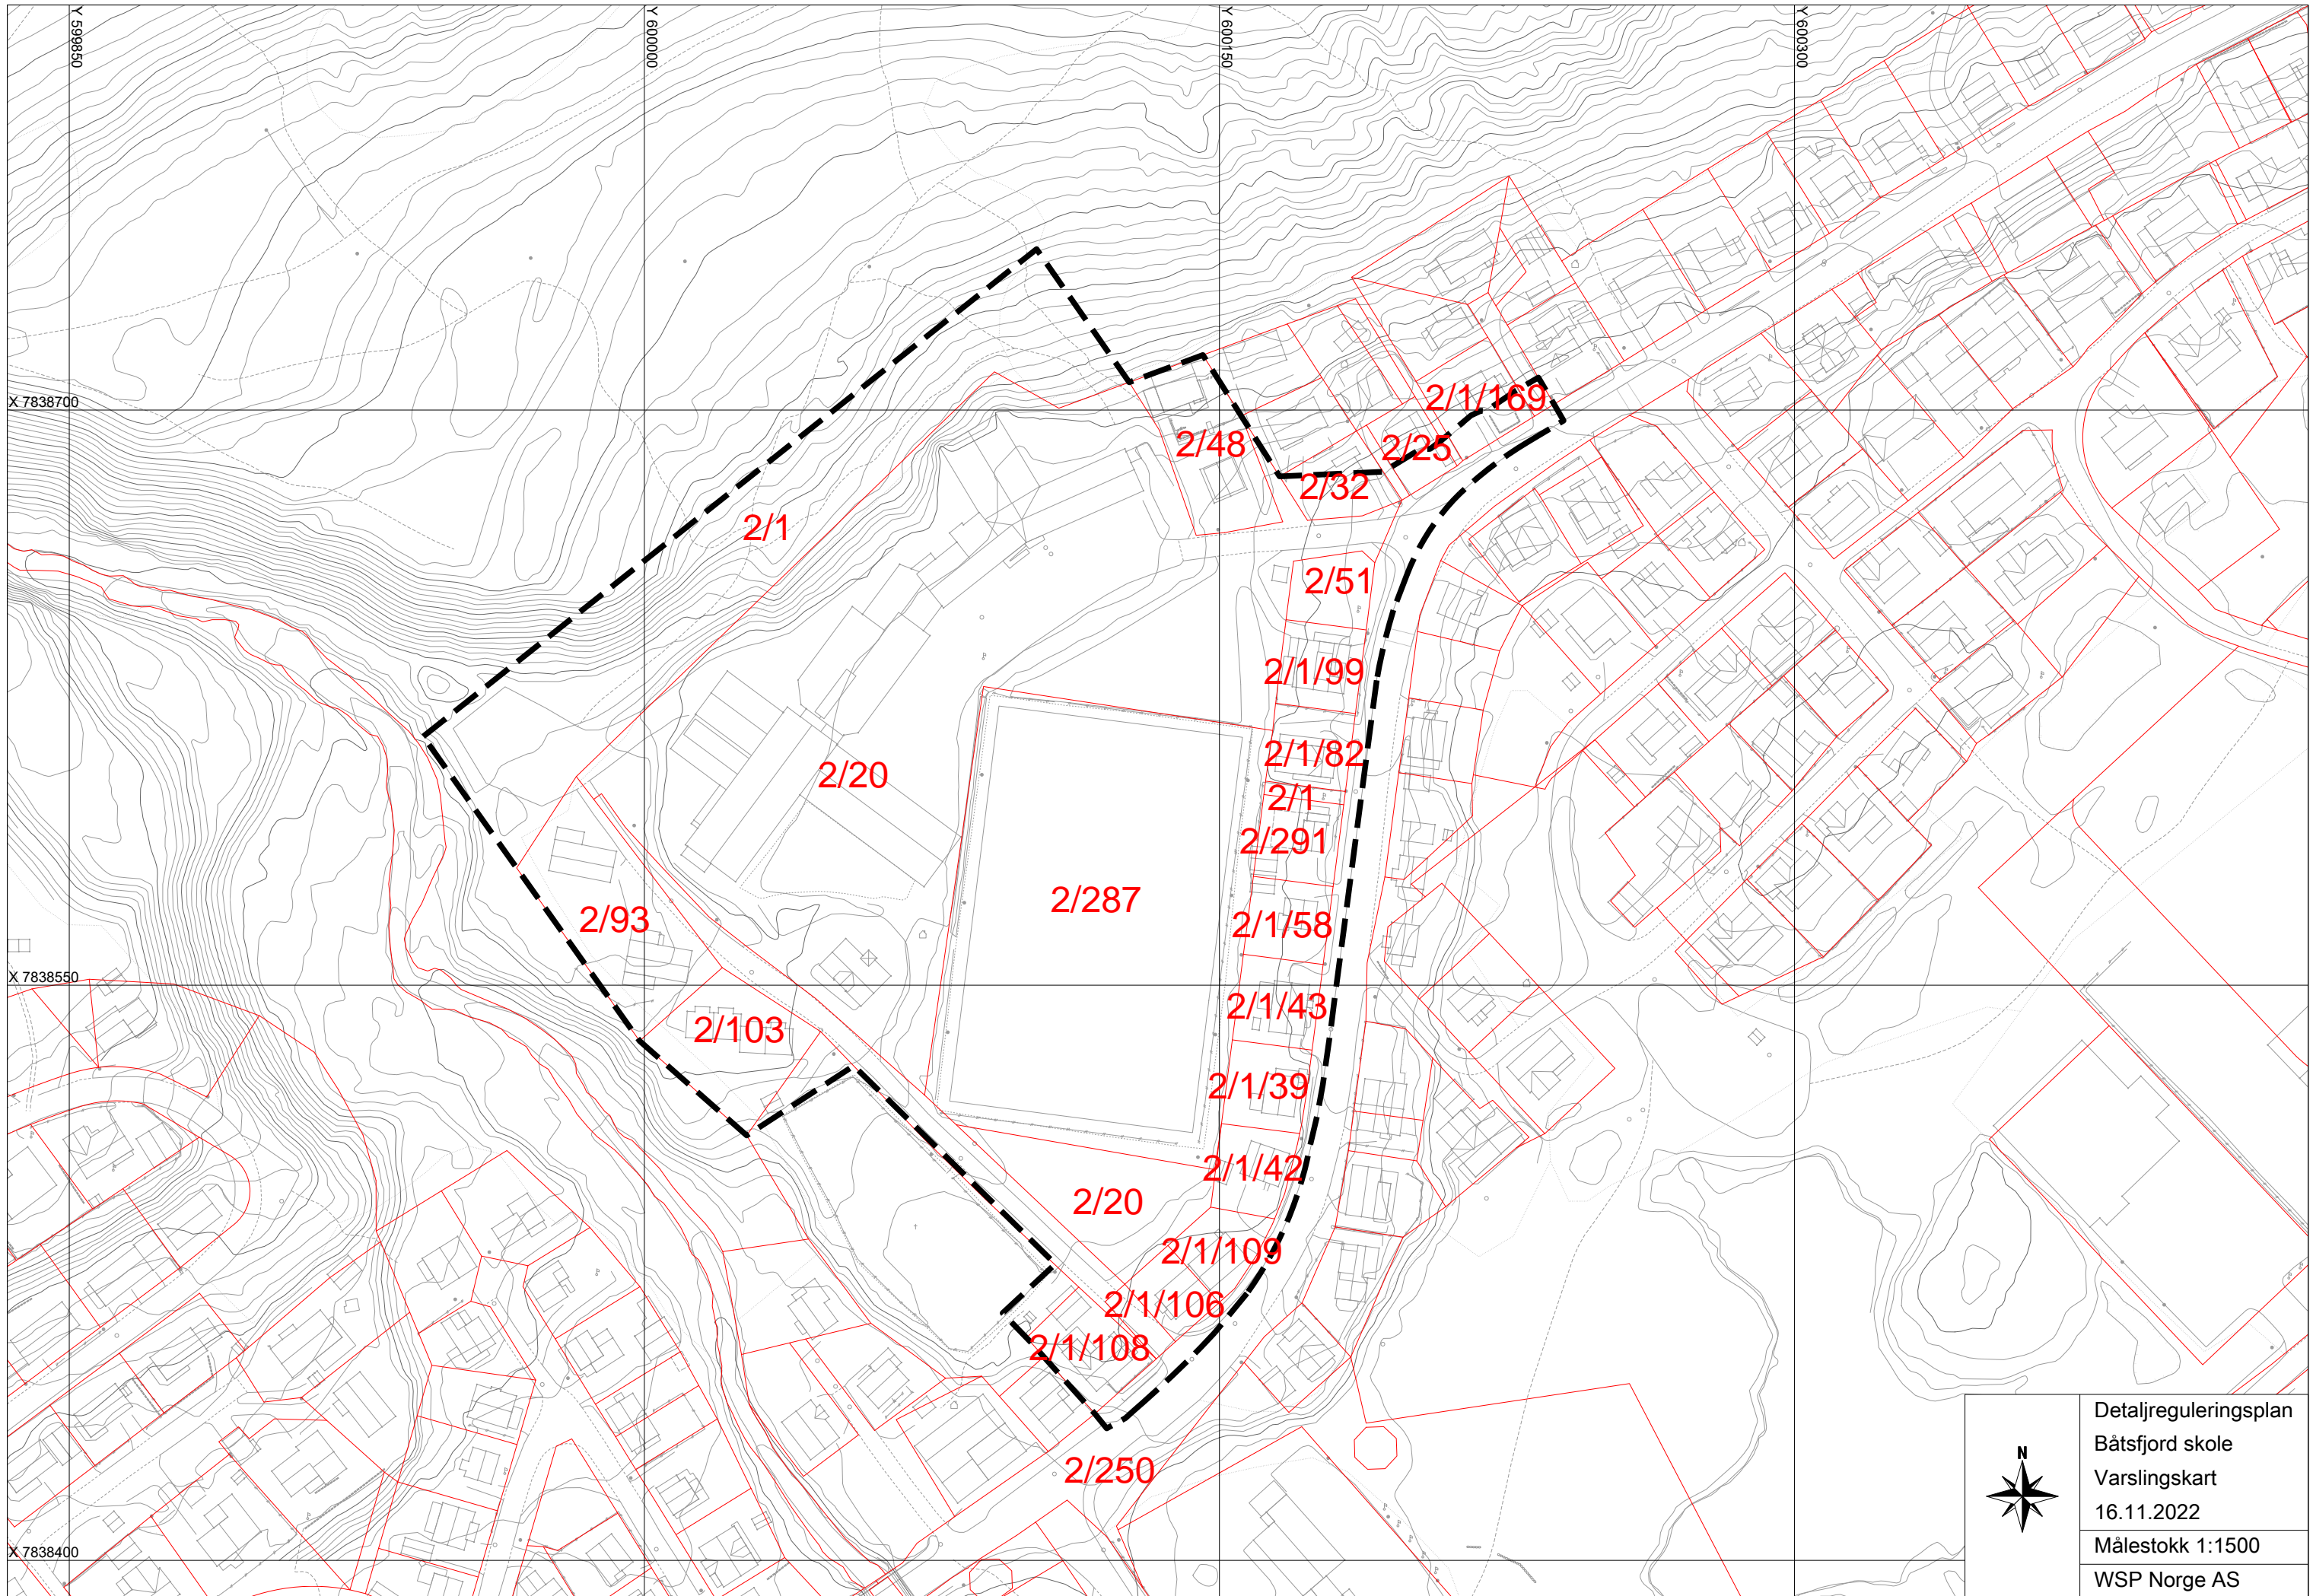 Y 599850
Y 600000
Y 600150
Y 600300
X 7838700
2/1/169
2/48
2/25
2/32
2/1
2/51
2/1/99
2/1/82
2/20
2/1
2/291
2/287
2/93
2/1/58
X 7838550
2/1/43
2/103
2/1/39
2/1/42
2/20
2/1/109
2/1/106
2/1/108
2/250
X 7838400
N
Detaljreguleringsplan
Båtsfjord skole
Varslingskart
16.11.2022
Målestokk 1:1500
WSP Norge AS